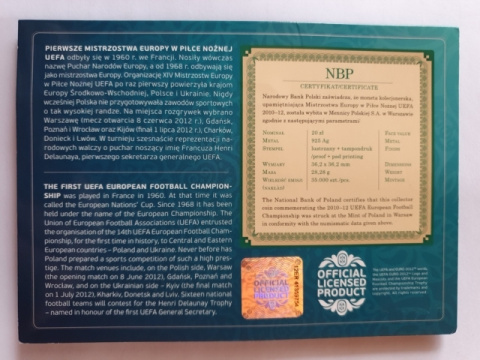 PIERWSZE MISTRZOSTWA EUROPY W PIŁCE NOŻNEJ
UEFA odbyły się w 1960 r. we Francji. Nosiły wówczas
nazwę Puchar Narodów Europy, a od 1968 r. odbywają się
jako mistrzostwa Europy. Organizację XIV Mistrzostw Europy
w Piłce Nożnej UEFA po raz pierwszy powierzyła krajom
Europy Środkowo-Wschodniej, Polsce i Ukrainie. Nigdy
wcześniej Polska nie przygotowywała zawodów sportowych
o tak wysokiej randze. Na miejsca rozgrywek wyznaczono:
Warszawę (mecz otwarcia 8 czerwca 2012 r.), Gdańsk,
Poznań i Wrocław oraz Kijów (finał 1 lipca 2012 r.), Charków,
Donieck i Lwów. W turnieju szesnaście reprezentacji na-
rodowych walczy o puchar noszący imię Francuza Henri
Delaunaya, pierwszego sekretarza generalnego UEFA.
THE FIRST UEFA EUROPEAN FOOTBALL CHAMPION-
SHIP was played in France in 1960. At that time it was
called the European Nations' Cup. Since 1968 it has been
held under the name of the European Championship. The
Union of European Football Associations (UEFA) entrusted
the organisation of the 14th UEFA European Football Cham-
pionship, for the first time in history, to Central and Eastern
European countries – Poland and Ukraine. Never before has
Poland prepared a sports competition of such a high pres-
tige. The match venues include, on the Polish side, Warsaw
(the opening match on 8 June 2012), Gdańsk, Poznań and
Wrocław, and on the Ukrainian side – Kyiv (the final match
on 1 July 2012), Kharkiv, Donetsk and Lviv. Sixteen national
football teams will contest for the Henri Delaunay Trophy
– named in honour of the first UEFA General Secretary.
NBP
CERTYFIKAT/CERTIFICATE
Narodowy Bank Polski zaświadcza, że moneta kolekcjonerska,
upamiętniająca Mistrzostwa Europy w Piłce Nożnej UEFA
2010–12, została wybita w Mennicy Polskiej S.A. w Warszawie
zgodnie z następującymi parametrami:
NOMINAŁ 20 zł FACE VALUE
METAL 925 Ag METAL
STEMPEL lustrzany + tampodruk FINISH
/proof + pad printing
WYMIARY 28,2 x 28,2 mm DIMENSIONS
MASA 28,28 g WEIGHT
WIELKOŚĆ EMISJI szt./pcs. MINTAGE
The National Bank of Poland certifies that this collector
coin commemorating the 2010–12 UEFA European Football
Championship was struck at the Mint of Poland in Warsaw
in conformity with the nominal data given above.
OFFICIAL
LICENSED
PRODUCT
OFFICIAL
LICENSED
PRODUCT